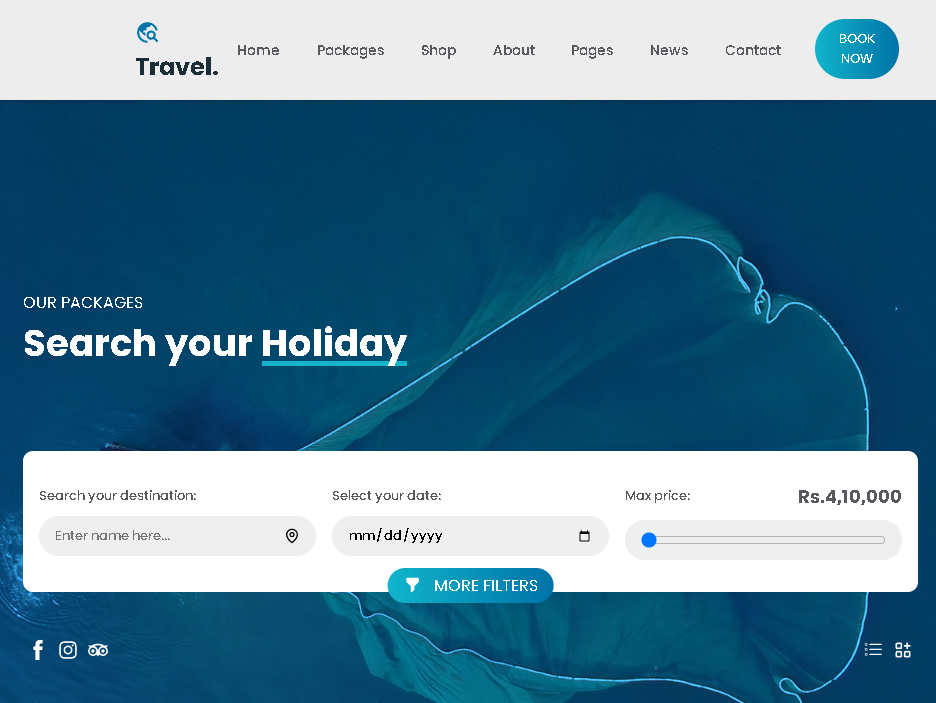 Travel.
Home
Packages
Shop
About
Pages
News
Contact
BOOK
NOW
OUR PACKAGES
Search your Holiday
Search your destination:
Enter name here...
Select your date:
mm/dd/yyyy
Max price:
Rs.4,10,000
MORE FILTERS